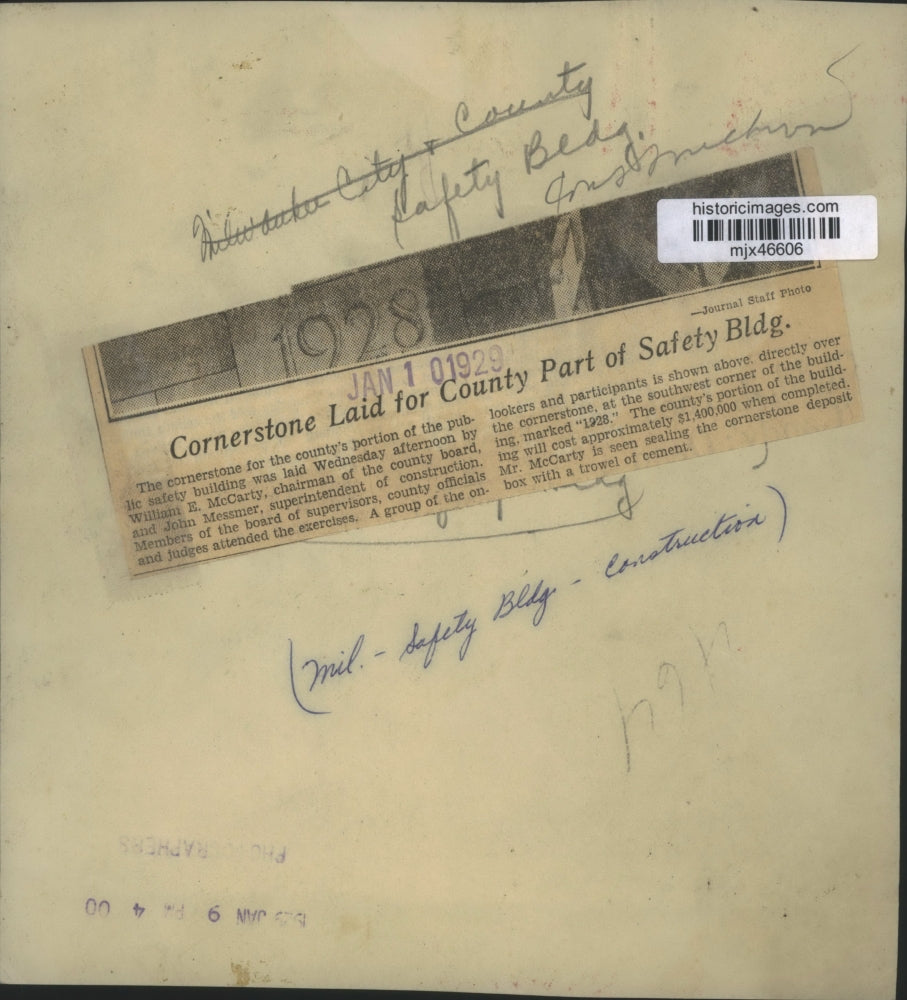 Milwaukee City & County
Safety Bldg.
Construction
historicimages.com
mjx46606
1928
—Journal Staff Photo
JAN 1 0 1929
Cornerstone Laid for County Part of Safety Bldg.
The cornerstone for the county's portion of the pub-
lic safety building was laid Wednesday afternoon by
William E. McCarty, chairman of the county board,
and John Messmer, superintendent of construction.
Members of the board of supervisors, county officials
and judges attended the exercises. A group of the on-
lookers and participants is shown above, directly over
the cornerstone, at the southwest corner of the build-
ing, marked "1928." The county's portion of the build-
ing will cost approximately $1,400,000 when completed.
Mr. McCarty is seen sealing the cornerstone deposit
box with a trowel of cement.
(Mil. - Safety Bldg - Construction)
PHOTOGRAPHERS
1929 JAN 9 PM 4 00